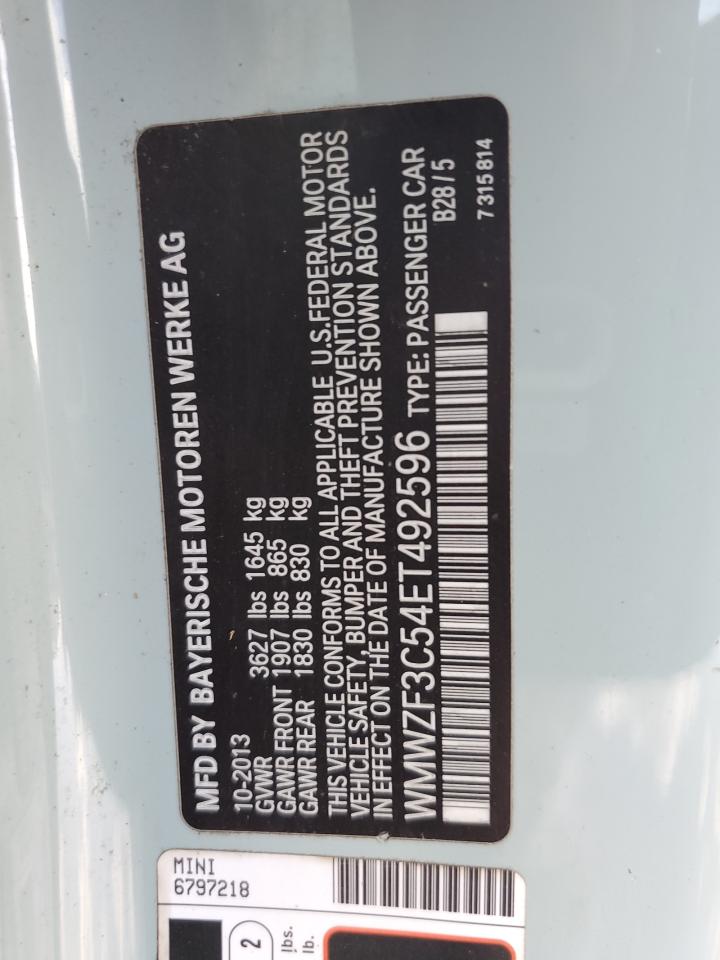 MFD BY BAYERISCHE MOTOREN WERKE AG
10-2013
GVWR 3627 lbs 1645 kg
GAWR FRONT 1907 lbs 865 kg
GAWR REAR 1830 lbs 830 kg
THIS VEHICLE CONFORMS TO ALL APPLICABLE U.S.FEDERAL MOTOR
VEHICLE SAFETY, BUMPER AND THEFT PREVENTION STANDARDS
IN EFFECT ON THE DATE OF MANUFACTURE SHOWN ABOVE.
WMWZF3C54ET492596 TYPE: PASSENGER CAR
B28/5
7315814
MINI
6797218
2
lbs.
lb.